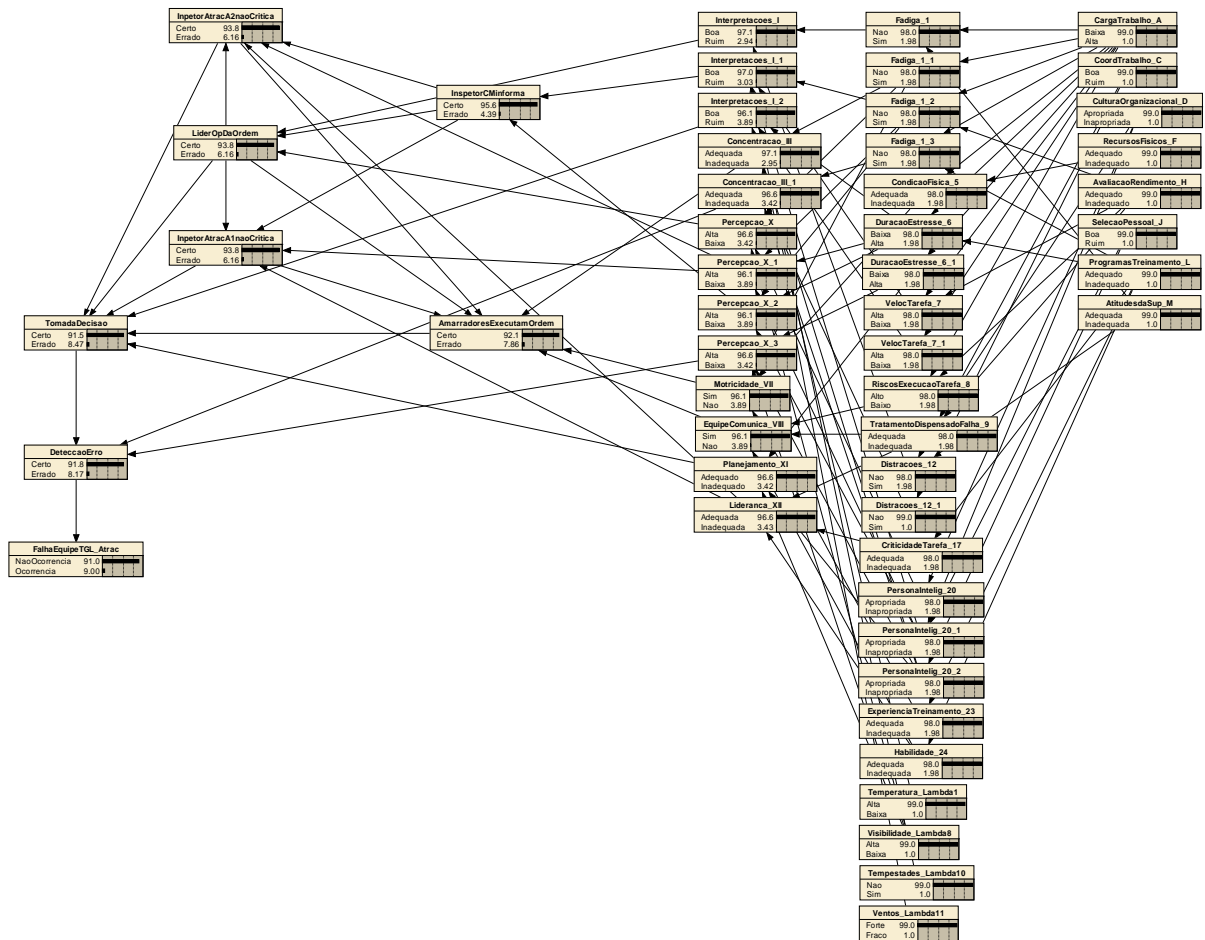 InpetorAtracA2naoCritica
Certo 93.8
Errado 6.16
InspetorCMinforma
Certo 95.6
Errado 4.39
LiderOpDaOrdem
Certo 93.8
Errado 6.16
InpetorAtracA1naoCritica
Certo 93.8
Errado 6.16
TomadaDecisao
Certo 91.5
Errado 8.47
AmarradoresExecutamOrdem
Certo 92.1
Errado 7.86
DeteccaoErro
Certo 91.8
Errado 8.17
FalhaEquipeTGL_Atrac
NaoOcorrencia 91.0
Ocorrencia 9.00
Interpretacoes_I
Boa 97.1
Ruim 2.94
Interpretacoes_I_1
Boa 97.0
Ruim 3.03
Interpretacoes_I_2
Boa 96.1
Ruim 3.89
Concentracao_III
Adequada 97.1
Inadequada 2.95
Concentracao_III_1
Adequada 96.6
Inadequada 3.42
Percepcao_X
Alta 96.6
Baixa 3.42
Percepcao_X_1
Alta 96.1
Baixa 3.89
Percepcao_X_2
Alta 96.1
Baixa 3.89
Percepcao_X_3
Alta 96.6
Baixa 3.42
Motricidade_VII
Sim 96.1
Nao 3.89
EquipeComunica_VIII
Sim 96.1
Nao 3.89
Planejamento_XI
Adequado 96.6
Inadequado 3.42
Lideranca_XII
Adequada 96.6
Inadequada 3.43
Fadiga_1
Nao 98.0
Sim 1.98
Fadiga_1_1
Nao 98.0
Sim 1.98
Fadiga_1_2
Nao 98.0
Sim 1.98
Fadiga_1_3
Nao 98.0
Sim 1.98
CondicaoFisica_5
Adequada 98.0
Inadequada 1.98
DuracaoEstresse_6
Baixa 98.0
Alta 1.98
DuracaoEstresse_6_1
Baixa 98.0
Alta 1.98
VelocTarefa_7
Alta 98.0
Baixa 1.98
VelocTarefa_7_1
Alta 98.0
Baixa 1.98
RiscosExecucaoTarefa_8
Alto 98.0
Baixo 1.98
TratamentoDispensadoFalha_9
Adequada 98.0
Inadequada 1.98
Distracoes_12
Nao 98.0
Sim 1.98
Distracoes_12_1
Nao 99.0
Sim 1.0
CriticidadeTarefa_17
Adequada 98.0
Inadequada 1.98
PersonaIntelig_20
Apropriada 98.0
Inapropriada 1.98
PersonaIntelig_20_1
Apropriada 98.0
Inapropriada 1.98
PersonaIntelig_20_2
Apropriada 98.0
Inapropriada 1.98
ExperienciaTreinamento_23
Adequada 98.0
Inadequada 1.98
Habilidade_24
Adequada 98.0
Inadequada 1.98
Temperatura_Lambda1
Alta 99.0
Baixa 1.0
Visibilidade_Lambda8
Alta 99.0
Baixa 1.0
Tempestades_Lambda10
Nao 99.0
Sim 1.0
Ventos_Lambda11
Forte 99.0
Fraco 1.0
CargaTrabalho_A
Baixa 99.0
Alta 1.0
CoordTrabalho_C
Boa 99.0
Ruim 1.0
CulturaOrganizacional_D
Apropriada 99.0
Inapropriada 1.0
RecursosFisicos_F
Adequado 99.0
Inadequado 1.0
AvaliacaoRendimento_H
Adequado 99.0
Inadequado 1.0
SelecaoPessoal_J
Boa 99.0
Ruim 1.0
ProgramasTreinamento_L
Adequado 99.0
Inadequado 1.0
AtitudesdaSup_M
Adequada 99.0
Inadequada 1.0